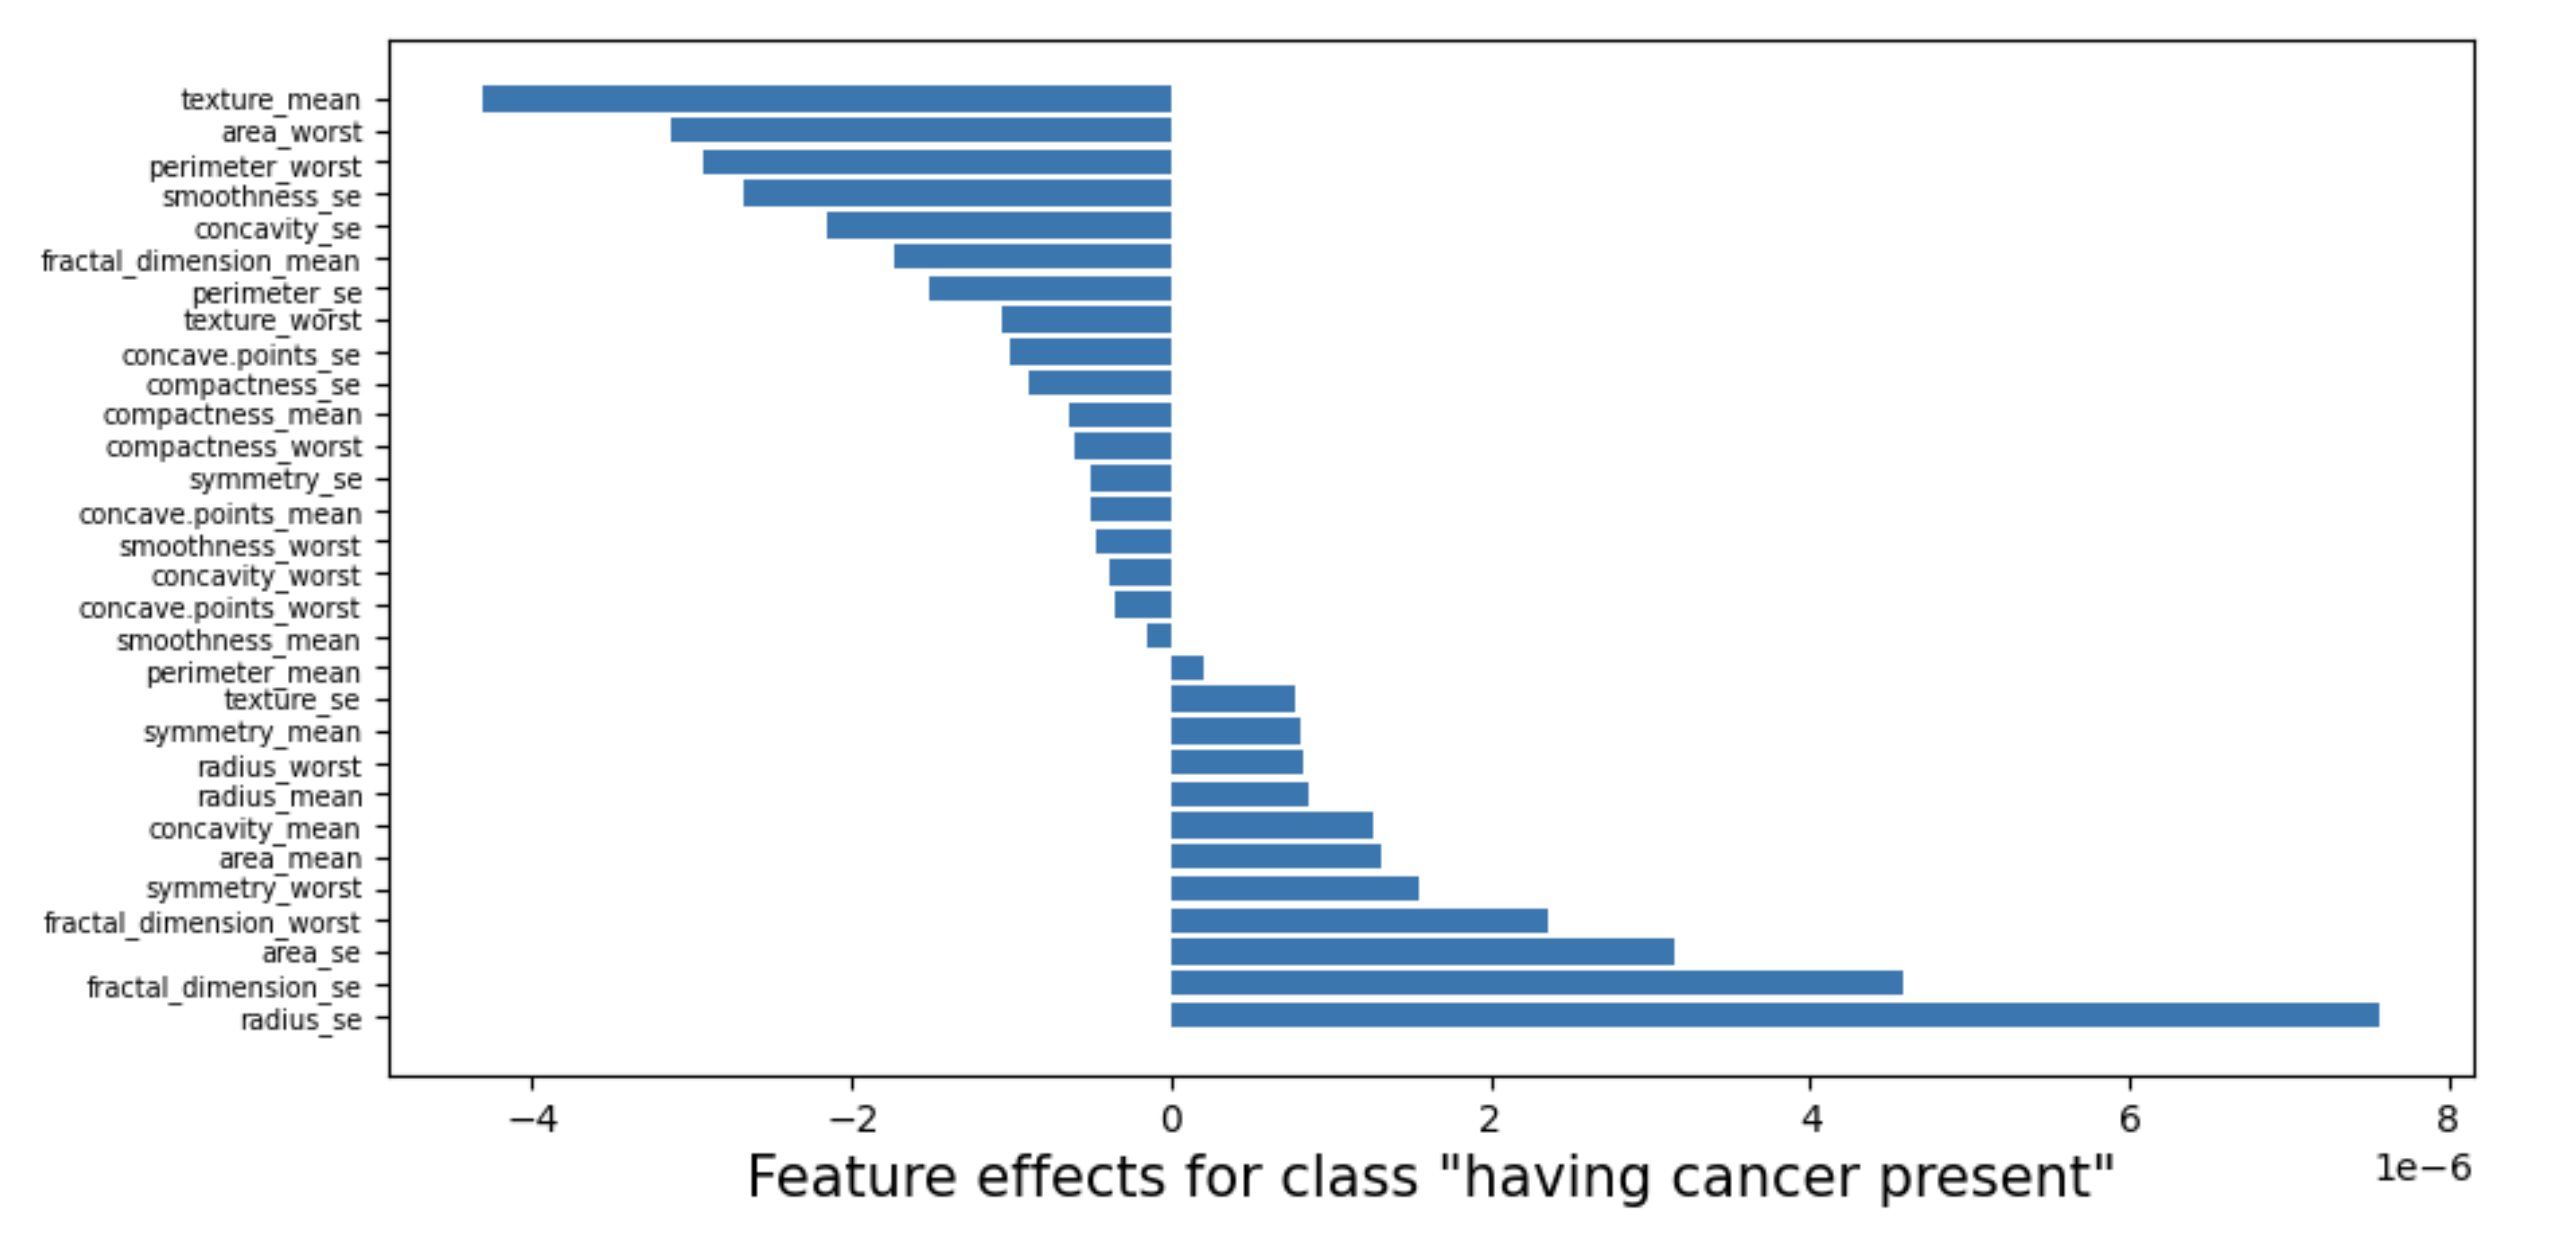 texture_mean
area_worst
perimeter_worst
smoothness_se
concavity_se
fractal_dimension_mean
perimeter_se
texture_worst
concave.points_se
compactness_se
compactness_mean
compactness_worst
symmetry_se
concave.points_mean
smoothness_worst
concavity_worst
concave.points_worst
smoothness_mean
perimeter_mean
texture_se
symmetry_mean
radius_worst
radius_mean
concavity_mean
area_mean
symmetry_worst
fractal_dimension_worst
area_se
fractal_dimension_se
radius_se
−4 −2 0 2 4 6 8
1e−6
Feature effects for class "having cancer present"